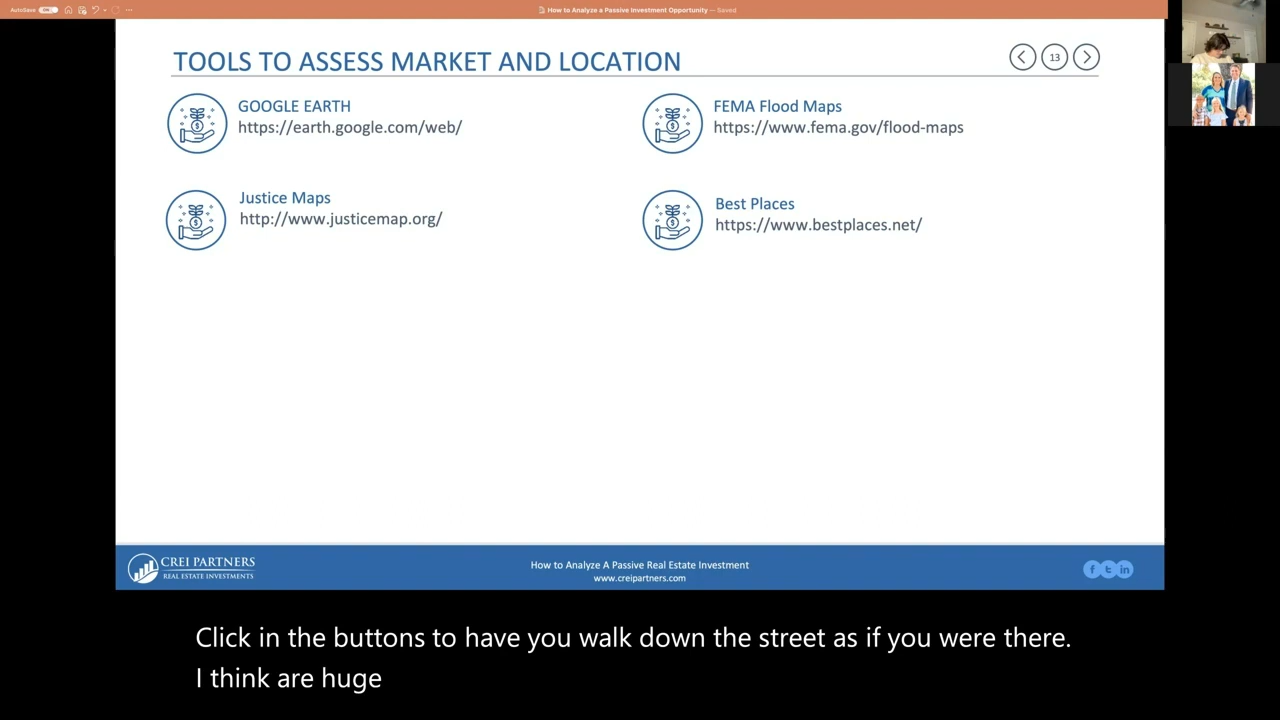 AutoSave ON
How to Analyze a Passive Investment Opportunity — Saved
TOOLS TO ASSESS MARKET AND LOCATION
13
GOOGLE EARTH
https://earth.google.com/web/
FEMA Flood Maps
https://www.fema.gov/flood-maps
Justice Maps
http://www.justicemap.org/
Best Places
https://www.bestplaces.net/
CREI PARTNERS
REAL ESTATE INVESTMENTS
How to Analyze A Passive Real Estate Investment
www.creipartners.com
f t in
Click in the buttons to have you walk down the street as if you were there.
I think are huge